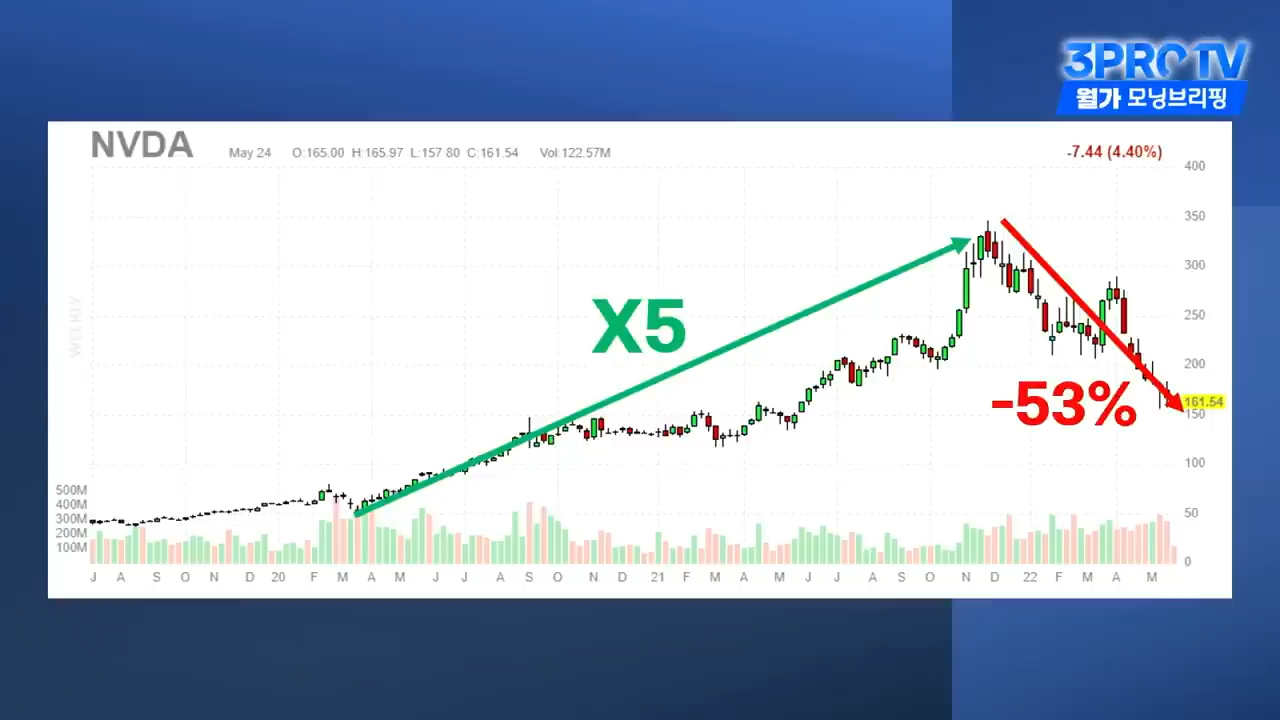 3PROTV
월가 모닝브리핑
NVDA May 24 O:165.00 H:165.97 L:157.80 C:161.54 Vol:122.57M -7.44 (4.40%)
400
350
300
250
200
161.54
150
100
50
0
WEEKLY
X5
-53%
500M
400M
300M
200M
100M
J A S O N D 20 F M A M J J A S O N D 21 F M A M J J A S O N D 22 F M A M